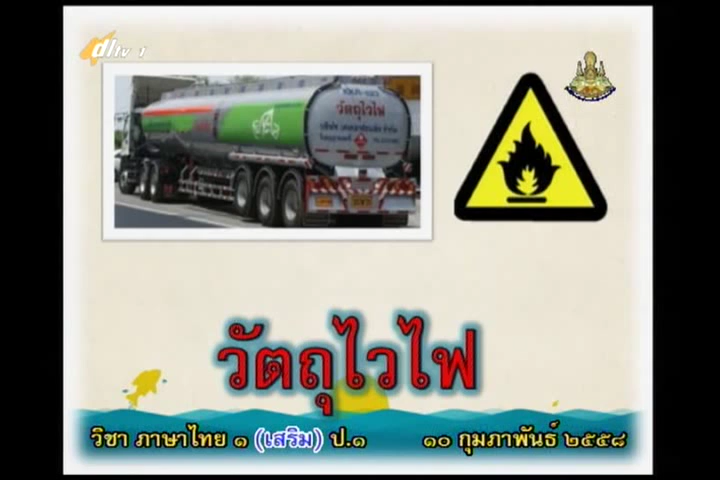 dltv 1
วัตถุไวไฟ
วัตถุไวไฟ
วิชา ภาษาไทย ๑ (เสริม) ป.๑ ๑๐ กุมภาพันธ์ ๒๕๕๘